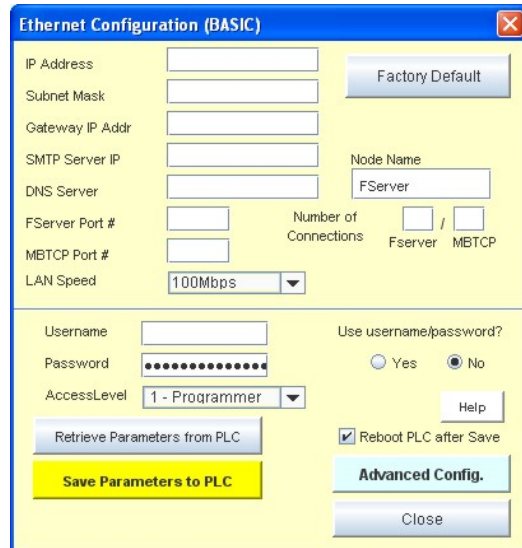 Ethernet Configuration (BASIC)
IP Address
Factory Default
Subnet Mask
Gateway IP Addr
SMTP Server IP
Node Name
DNS Server
FServer
FServer Port #
Number of
Connections
/
Fserver MBTCP
MBTCP Port #
LAN Speed
100Mbps
Username
Use username/password?
Password
●●●●●●●●●●●●●●
Yes
No
AccessLevel
1 - Programmer
Help
Retrieve Parameters from PLC
Reboot PLC after Save
Save Parameters to PLC
Advanced Config.
Close